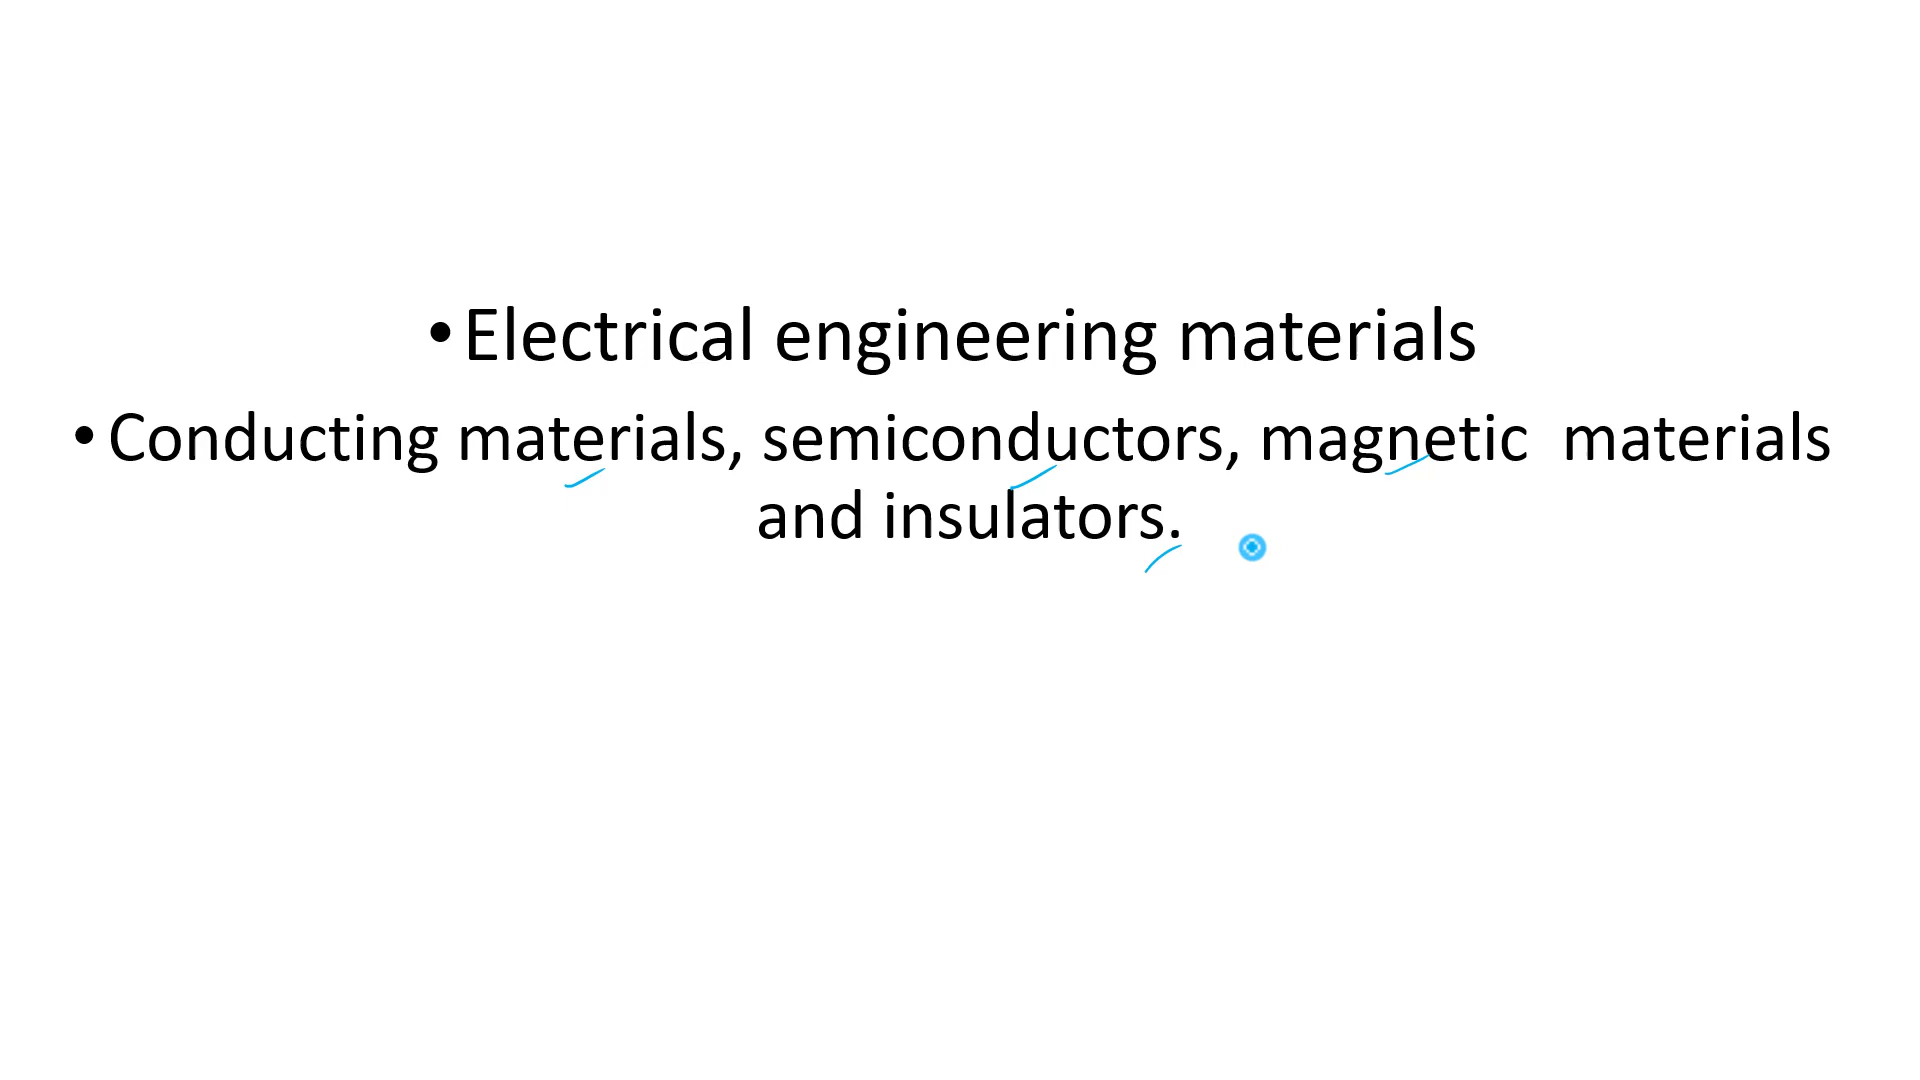 • Electrical engineering materials
• Conducting materials, semiconductors, magnetic  materials
and insulators.